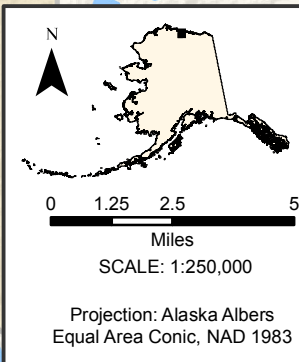 N
0 1.25 2.5 5
Miles
SCALE: 1:250,000
Projection: Alaska Albers
Equal Area Conic, NAD 1983